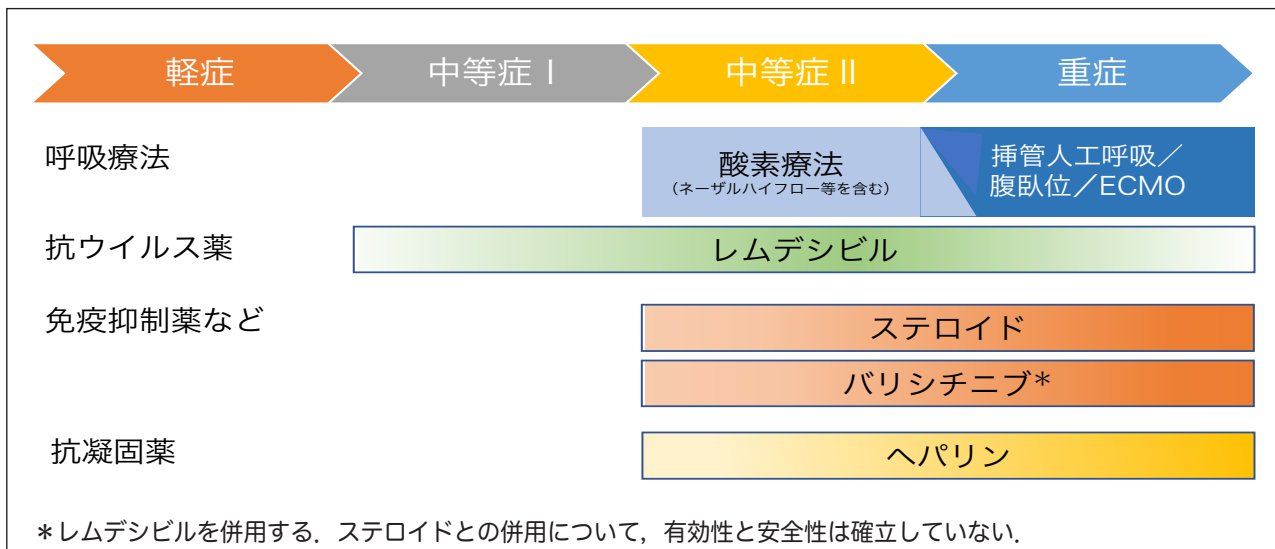 軽症
中等症 Ⅰ
中等症 Ⅱ
重症
呼吸療法
酸素療法
（ネーザルハイフロー等を含む）
挿管人工呼吸／
腹臥位／ECMO
抗ウイルス薬
レムデシビル
免疫抑制薬など
ステロイド
バリシチニブ*
抗凝固薬
ヘパリン
＊レムデシビルを併用する．ステロイドとの併用について，有効性と安全性は確立していない．